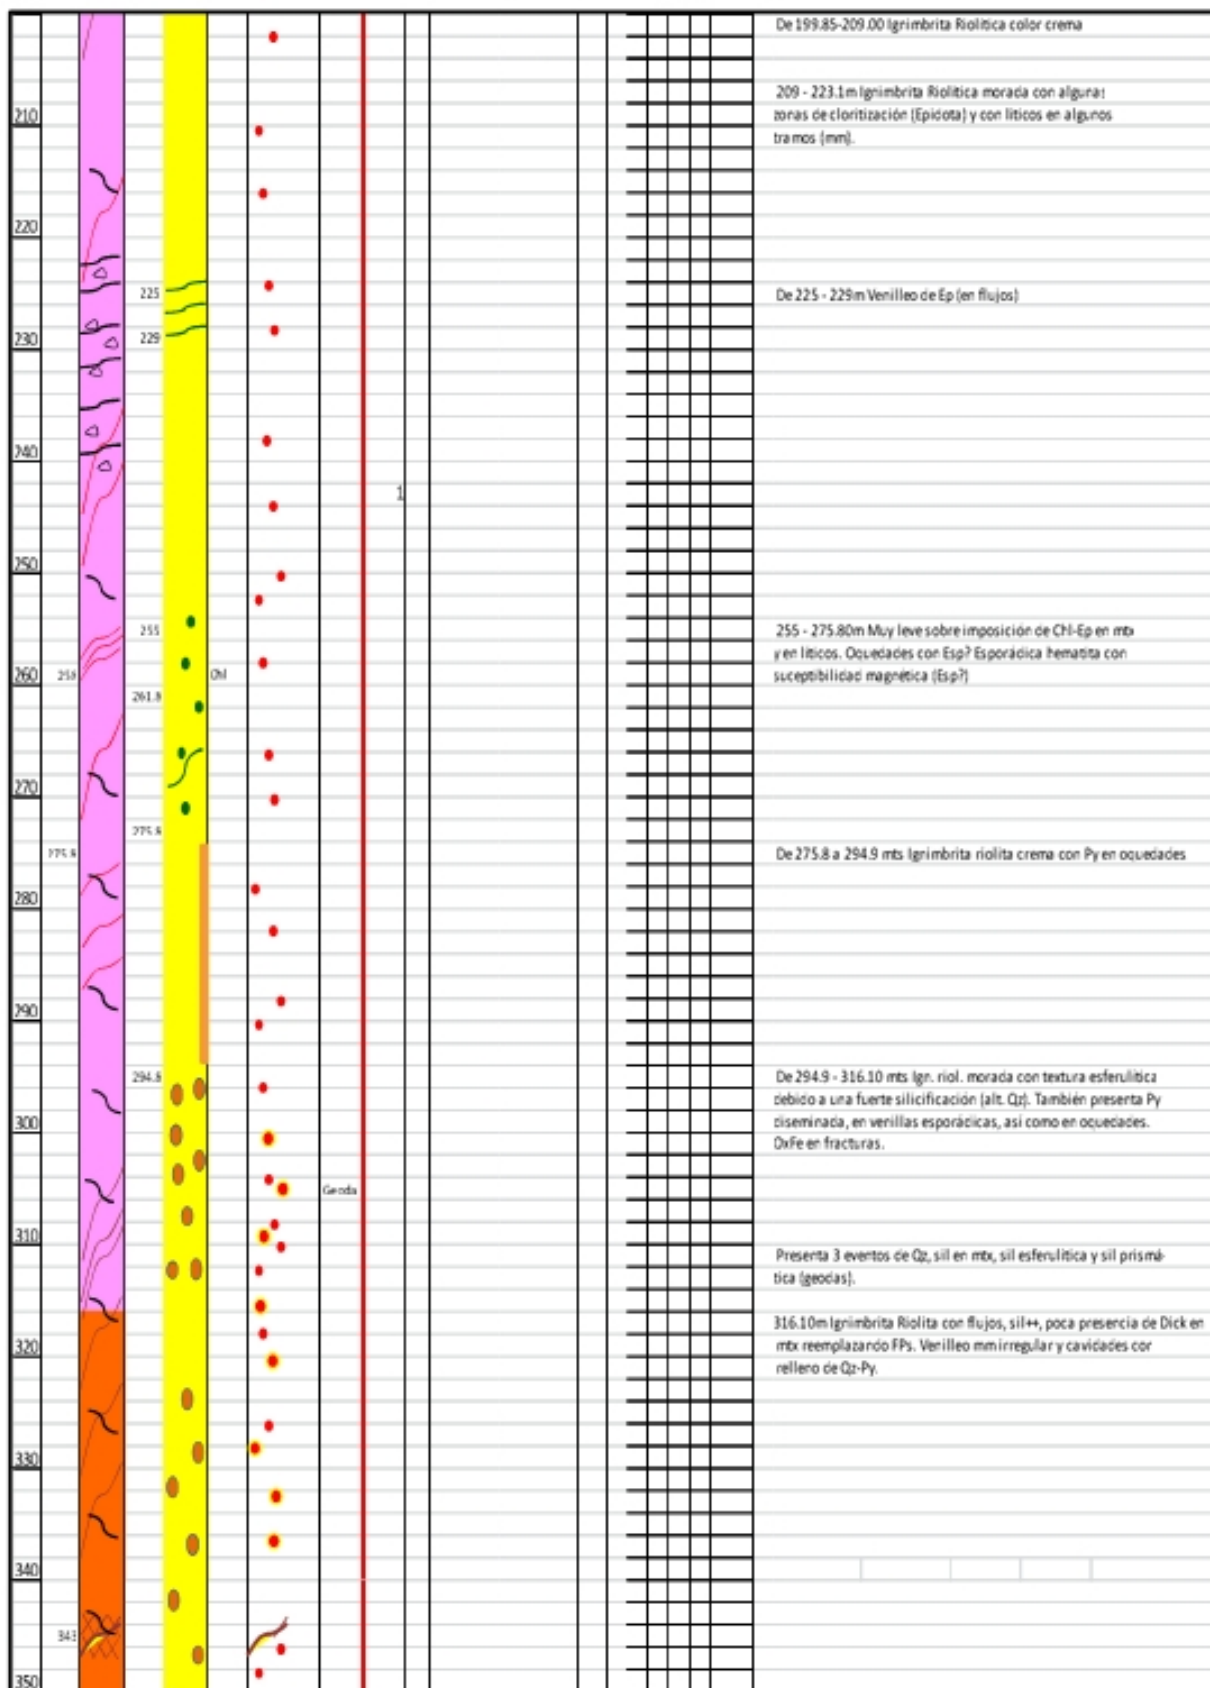 De 199.85-209.00 Ignimbrita Riolítica color crema
209 - 223.1m Ignimbrita Riolítica morada con algunas
zonas de cloritización (Epidota) y con líticos en algunos
tramos (mm).
210
220
225
De 225 - 229m Venilleo de Ep (en flujos)
229
230
240
1
250
255
255 - 275.80m Muy leve sobre imposición de Chl-Ep en mtx
y en líticos. Oquedades con Esp? Esporádica hematita con
suceptibilidad magnética (Esp?)
260
Chl
261.8
270
275.8
275.8
De 275.8 a 294.9 mts Ignimbrita riolita crema con Py en oquedades
280
290
294.8
De 294.9 - 316.10 mts Ign. riol. morada con textura esferulítica
debido a una fuerte silicificación (alt. Qz). También presenta Py
diseminada, en venillas esporádicas, así como en oquedades.
OxFe en fracturas.
300
Geoda
310
Presenta 3 eventos de Qz, sil en mtx, sil esferulítica y sil prismá-
tica (geodas).
316.10m Ignimbrita Riolita con flujos, sil++, poca presencia de Dick en
mtx reemplazando FPs. Venilleo mm irregular y cavidades con
relleno de Qz-Py.
320
330
340
343
350